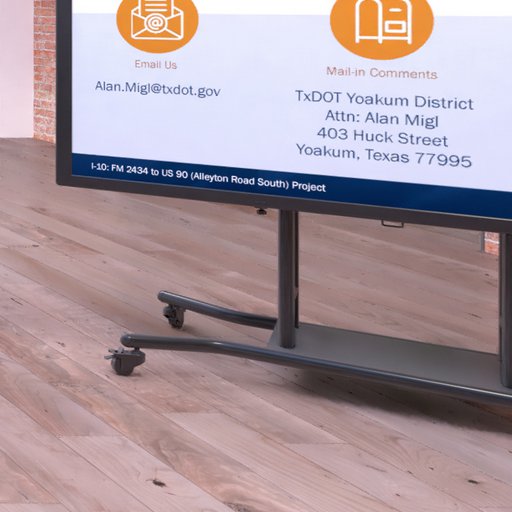 Email Us
Alan.Migl@txdot.gov
Mail-in Comments
TxDOT Yoakum District
Attn: Alan Migl
403 Huck Street
Yoakum, Texas 77995
I-10: FM 2434 to US 90 (Alleyton Road South) Project